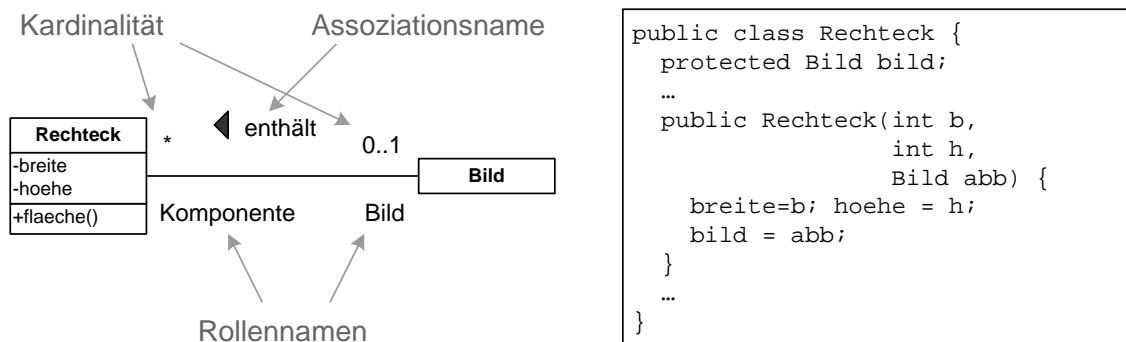 Kardinalität
Assoziationsname
Rechteck
-breite
-hoehe
+flaeche()
*
enthält
0..1
Bild
Komponente
Bild
Rollennamen
public class Rechteck {
protected Bild bild;
…
public Rechteck(int b,
int h,
Bild abb) {
breite=b; hoehe = h;
bild = abb;
}
…
}